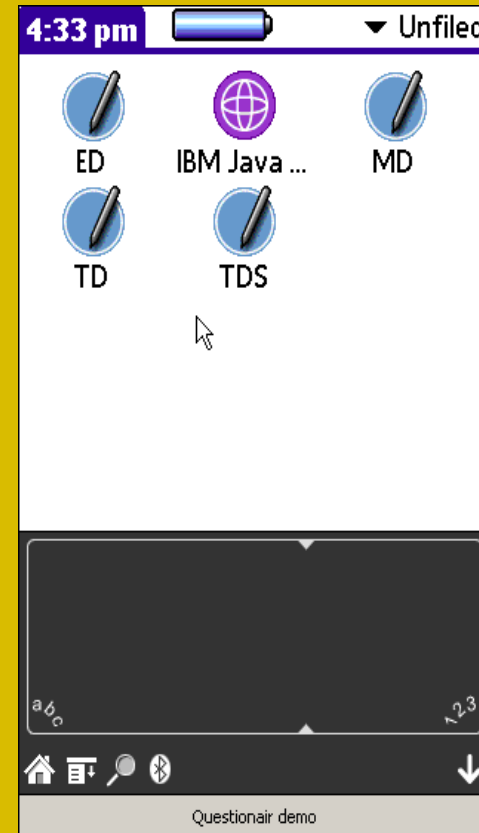 4:33 pm Unfiled
ED IBM Java ... MD
TD TDS
abc 123
Questionair demo